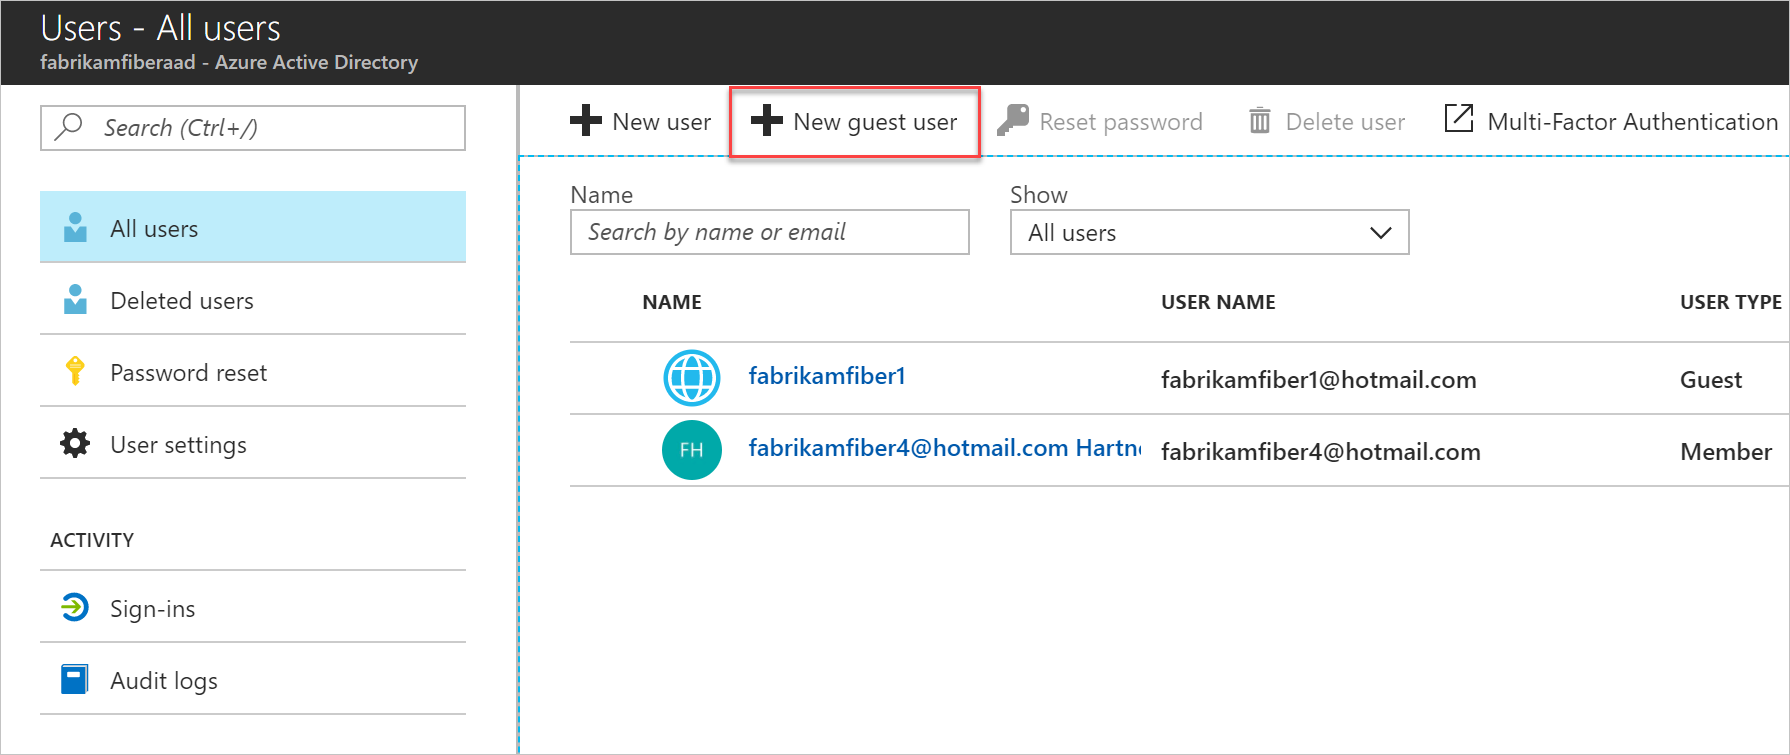 Users - All users
fabrikamfiberaad - Azure Active Directory
Search (Ctrl+/)
All users
Deleted users
Password reset
User settings
ACTIVITY
Sign-ins
Audit logs
New user
New guest user
Reset password
Delete user
Multi-Factor Authentication
Name
Search by name or email
Show
All users
NAME USER NAME USER TYPE
fabrikamfiber1 fabrikamfiber1@hotmail.com Guest
FH fabrikamfiber4@hotmail.com Hartn fabrikamfiber4@hotmail.com Member